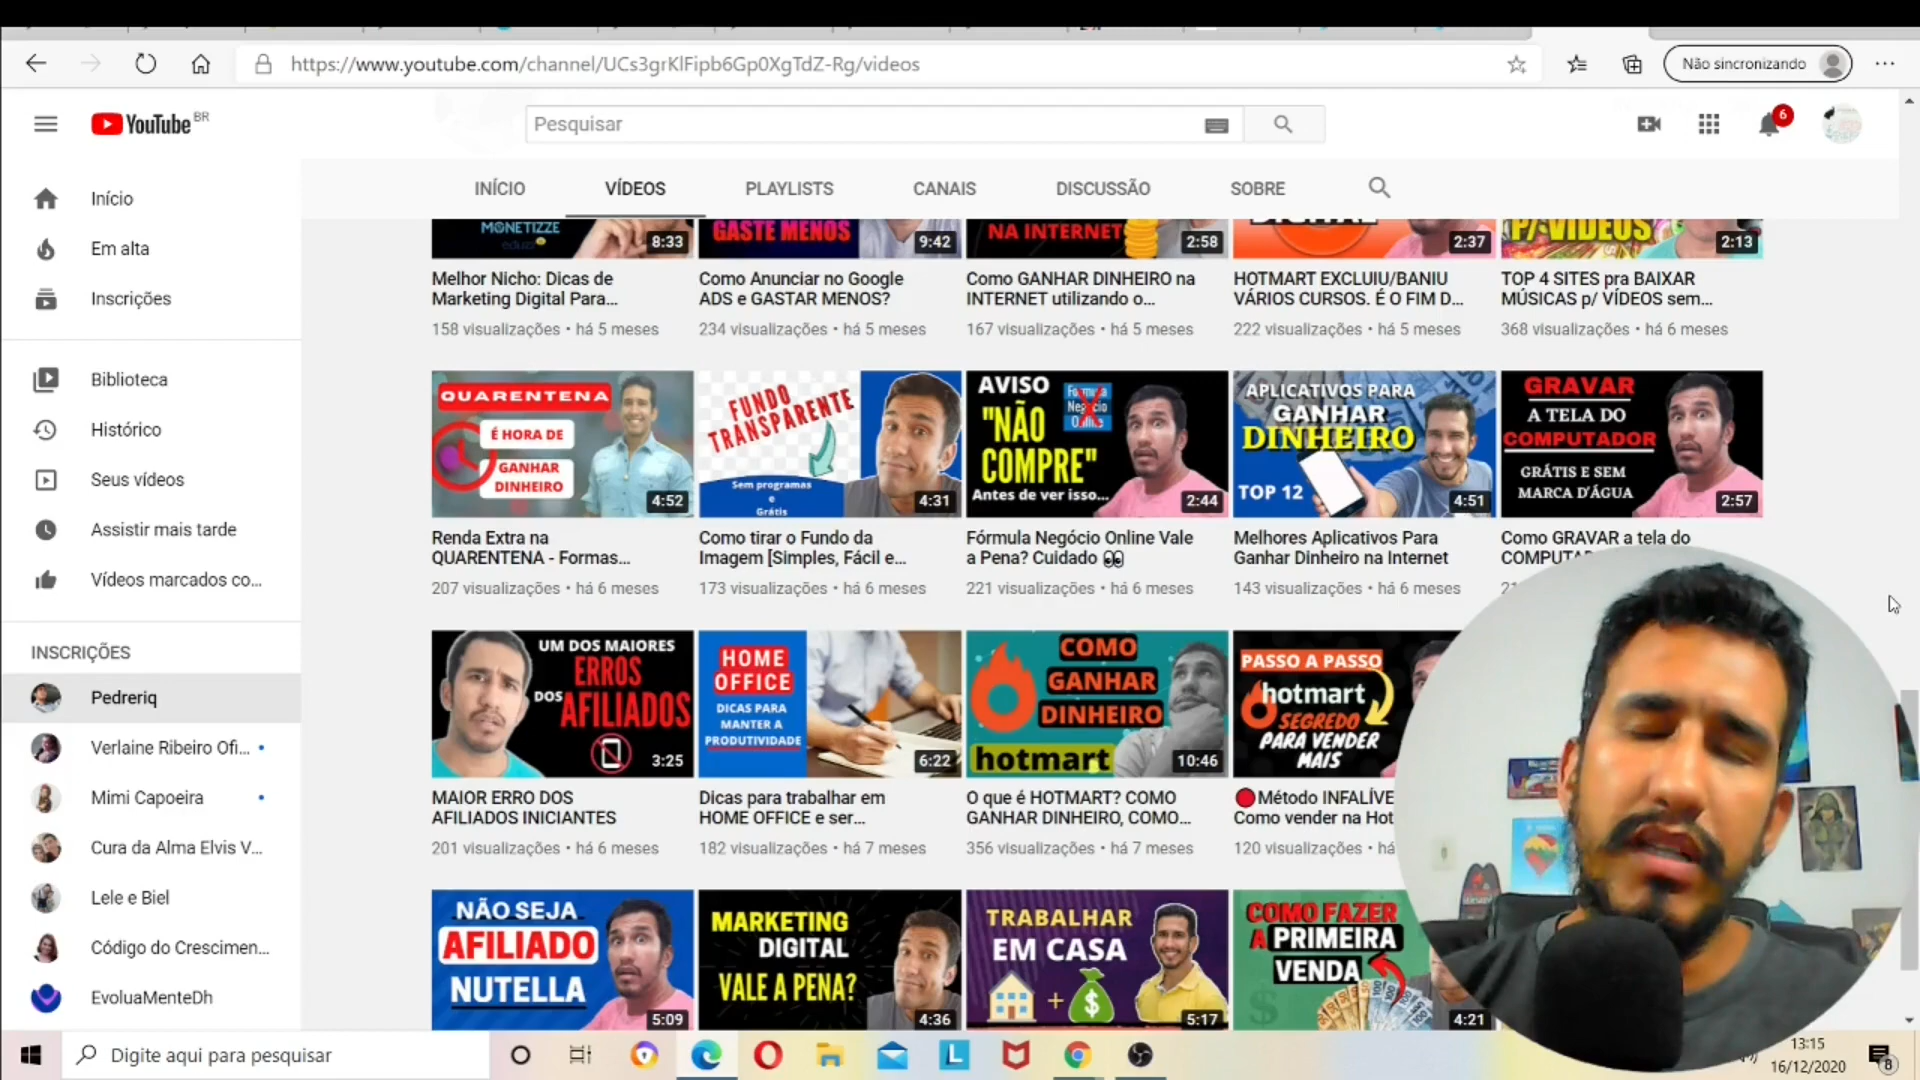 https://www.youtube.com/channel/UCs3grKlFipb6Gp0XgTdZ-Rg/videos
Não sincronizando
YouTube BR
Pesquisar
6
INÍCIO VÍDEOS PLAYLISTS CANAIS DISCUSSÃO SOBRE
Início
Em alta
Inscrições
Biblioteca
Histórico
Seus vídeos
Assistir mais tarde
Vídeos marcados co...
INSCRIÇÕES
Pedreriq
Verlaine Ribeiro Ofi...
Mimi Capoeira
Cura da Alma Elvis V...
Lele e Biel
Código do Crescimen...
EvoluaMenteDh
MONETIZZE
eduzz
8:33
Melhor Nicho: Dicas de
Marketing Digital Para...
158 visualizações • há 5 meses
GASTE MENOS
9:42
Como Anunciar no Google
ADS e GASTAR MENOS?
234 visualizações • há 5 meses
NA INTERNET
2:58
Como GANHAR DINHEIRO na
INTERNET utilizando o...
167 visualizações • há 5 meses
DIGITAL
2:37
HOTMART EXCLUIU/BANIU
VÁRIOS CURSOS. É O FIM D...
222 visualizações • há 5 meses
P/ VÍDEOS
2:13
TOP 4 SITES pra BAIXAR
MÚSICAS p/ VÍDEOS sem...
368 visualizações • há 6 meses
QUARENTENA
É HORA DE
GANHAR
DINHEIRO
4:52
Renda Extra na
QUARENTENA - Formas...
207 visualizações • há 6 meses
FUNDO
TRANSPARENTE
Sem programas
e
Grátis
4:31
Como tirar o Fundo da
Imagem [Simples, Fácil e...
173 visualizações • há 6 meses
AVISO
"NÃO
COMPRE"
Antes de ver isso...
Fórmula
Negócio
Online
2:44
Fórmula Negócio Online Vale
a Pena? Cuidado 👀
221 visualizações • há 6 meses
APLICATIVOS PARA
GANHAR
DINHEIRO
TOP 12
4:51
Melhores Aplicativos Para
Ganhar Dinheiro na Internet
143 visualizações • há 6 meses
GRAVAR
A TELA DO
COMPUTADOR
GRÁTIS E SEM
MARCA D'ÁGUA
2:57
Como GRAVAR a tela do
UM DOS MAIORES
ERROS
DOS AFILIADOS
3:25
MAIOR ERRO DOS
AFILIADOS INICIANTES
201 visualizações • há 6 meses
HOME
OFFICE
DICAS PARA
MANTER A
PRODUTIVIDADE
6:22
Dicas para trabalhar em
HOME OFFICE e ser...
182 visualizações • há 7 meses
COMO
GANHAR
DINHEIRO
hotmart
10:46
O que é HOTMART? COMO
GANHAR DINHEIRO, COMO...
356 visualizações • há 7 meses
PASSO A PASSO
hotmart
SEGREDO
PARA VENDER
MAIS
🔴Método INFALÍVE
Como vender na Hot
120 visualizações • há
NÃO SEJA
AFILIADO
NUTELLA
5:09
MARKETING
DIGITAL
VALE A PENA?
4:36
TRABALHAR
EM CASA
5:17
COMO FAZER
A PRIMEIRA
VENDA
4:21
Digite aqui para pesquisar
13:15
16/12/2020
8